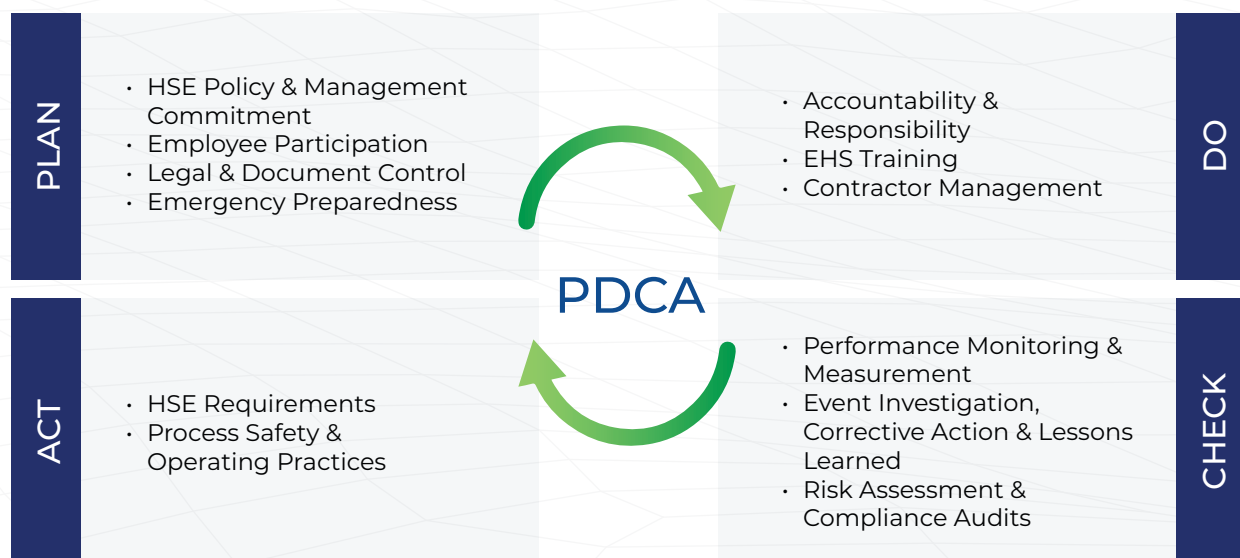 PLAN
• HSE Policy & Management
Commitment
• Employee Participation
• Legal & Document Control
• Emergency Preparedness
• Accountability &
Responsibility
• EHS Training
• Contractor Management
DO
PDCA
ACT
• HSE Requirements
• Process Safety &
Operating Practices
• Performance Monitoring &
Measurement
• Event Investigation,
Corrective Action & Lessons
Learned
• Risk Assessment &
Compliance Audits
CHECK